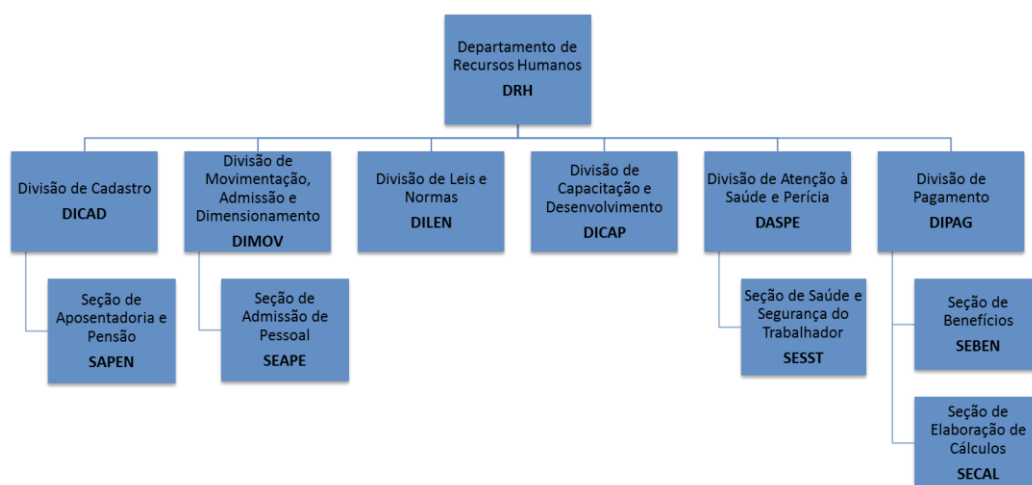 Departamento de
Recursos Humanos
DRH
Divisão de Cadastro
DICAD
Divisão de
Movimentação,
Admissão e
Dimensionamento
DIMOV
Divisão de Leis e
Normas
DILEN
Divisão de
Capacitação e
Desenvolvimento
DICAP
Divisão de Atenção à
Saúde e Perícia
DASPE
Divisão de
Pagamento
DIPAG
Seção de
Aposentadoria e
Pensão
SAPEN
Seção de
Admissão de
Pessoal
SEAPE
Seção de Saúde e
Segurança do
Trabalhador
SESST
Seção de
Benefícios
SEBEN
Seção de
Elaboração de
Cálculos
SECAL